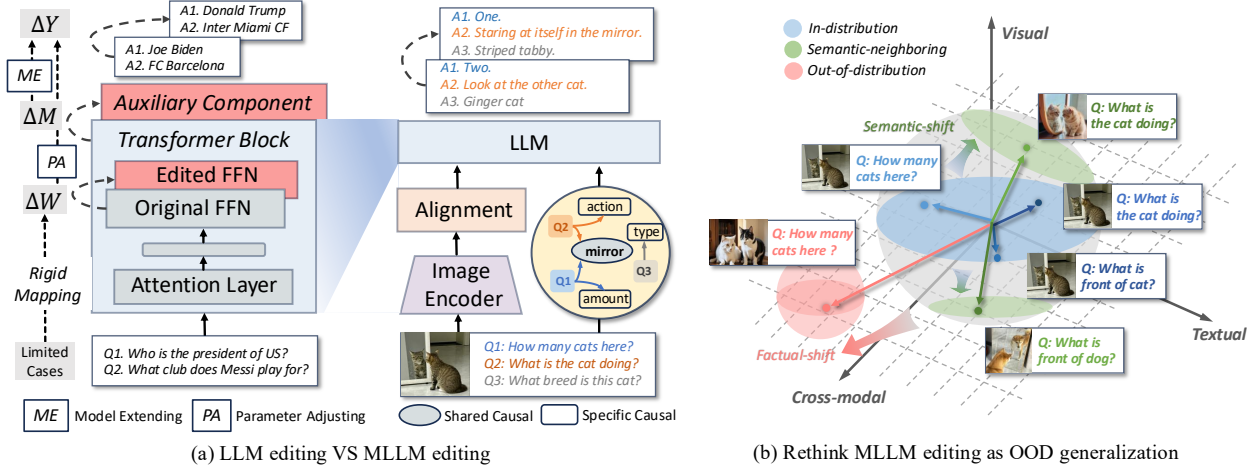 ΔY
ME
ΔM
PA
ΔW
Rigid
Mapping
Limited
Cases
A1. Donald Trump
A2. Inter Miami CF
A1. Joe Biden
A2. FC Barcelona
Auxiliary Component
Transformer Block
Edited FFN
Original FFN
Attention Layer
Q1. Who is the president of US?
Q2. What club does Messi play for?
A1. One.
A2. Staring at itself in the mirror.
A3. Striped tabby.
A1. Two.
A2. Look at the other cat.
A3. Ginger cat
LLM
Alignment
Image
Encoder
action
Q2
type
mirror
Q3
Q1
amount
Q1: How many cats here?
Q2: What is the cat doing?
Q3: What breed is this cat?
ME Model Extending
PA Parameter Adjusting
Shared Causal
Specific Causal
(a) LLM editing VS MLLM editing
In-distribution
Semantic-neighboring
Out-of-distribution
Visual
Q: What is
the cat doing?
Semantic-shift
Q: How many
cats here?
Q: What is
the cat doing?
Q: How many
cats here ?
Q: What is
front of cat?
Textual
Q: What is
front of dog?
Factual-shift
Cross-modal
(b) Rethink MLLM editing as OOD generalization